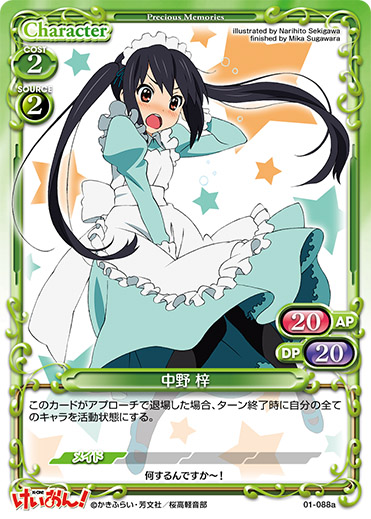 Precious Memories
Character
illustrated by Narihito Sekigawa
finished by Mika Sugawara
COST
2
SOURCE
2
20 AP
DP 20
中野 梓
このカードがアプローチで退場した場合、ターン終了時に自分の全て
のキャラを活動状態にする。
メイド
何するんですか～！
K-ON!
けいおん!
©かきふらい・芳文社／桜高軽音部
01-088a